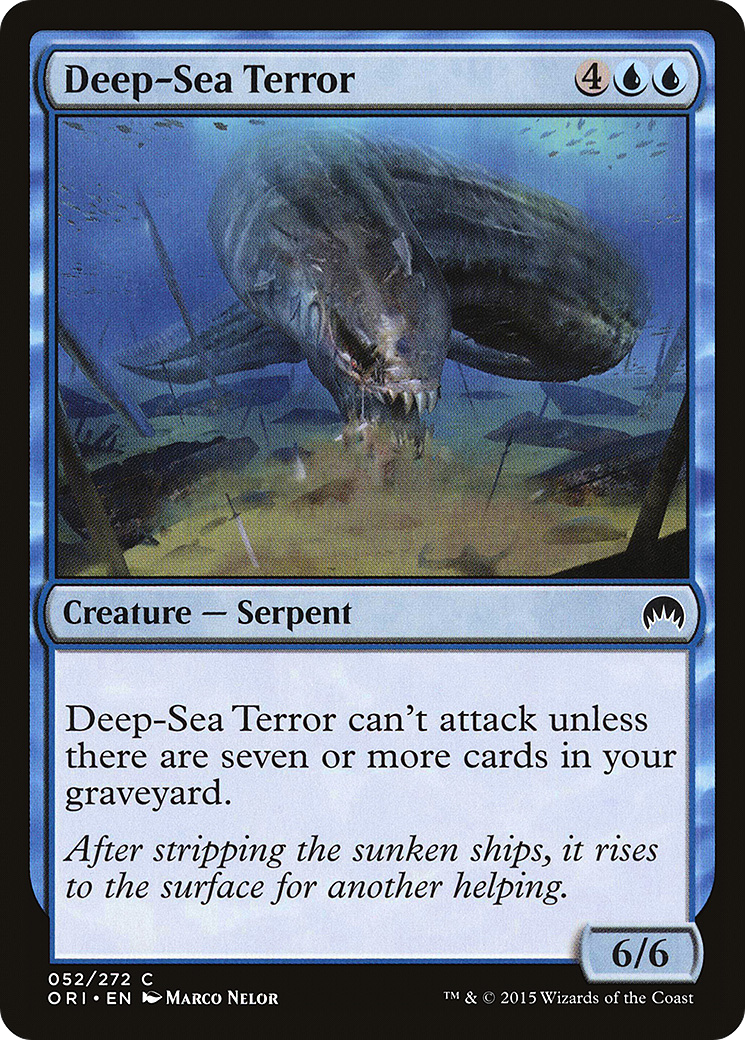 Deep-Sea Terror 4
Creature — Serpent
Deep-Sea Terror can't attack unless
there are seven or more cards in your
graveyard.
After stripping the sunken ships, it rises
to the surface for another helping.
6/6
052/272 C
ORI • EN Marco Nelor
™ & © 2015 Wizards of the Coast